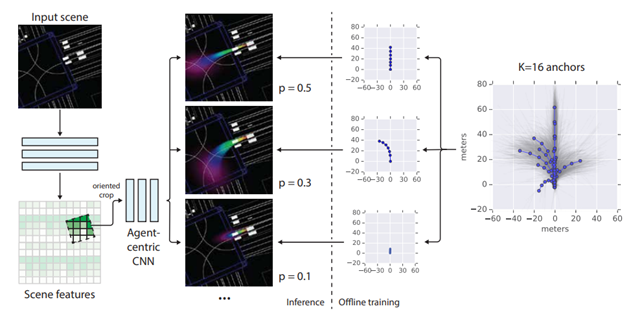 Input scene
oriented
crop
Scene features
Agent-
centric
CNN
p = 0.5
p = 0.3
p = 0.1
...
Inference
Offline training
80
60
40
20
0
−20
−60−30 0 30 60
80
60
40
20
0
−20
−60−30 0 30 60
80
60
40
20
0
−20
−60−30 0 30 60
K=16 anchors
meters
80
60
40
20
0
−20
−60 −40 −20 0 20 40 60
meters